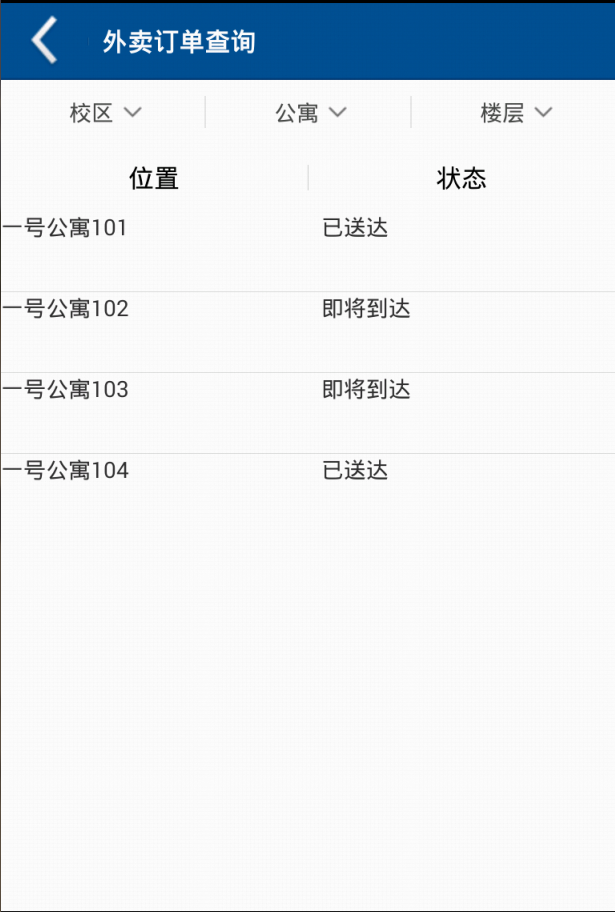 外卖订单查询
校区 公寓 楼层
位置 状态
一号公寓101 已送达
一号公寓102 即将到达
一号公寓103 即将到达
一号公寓104 已送达